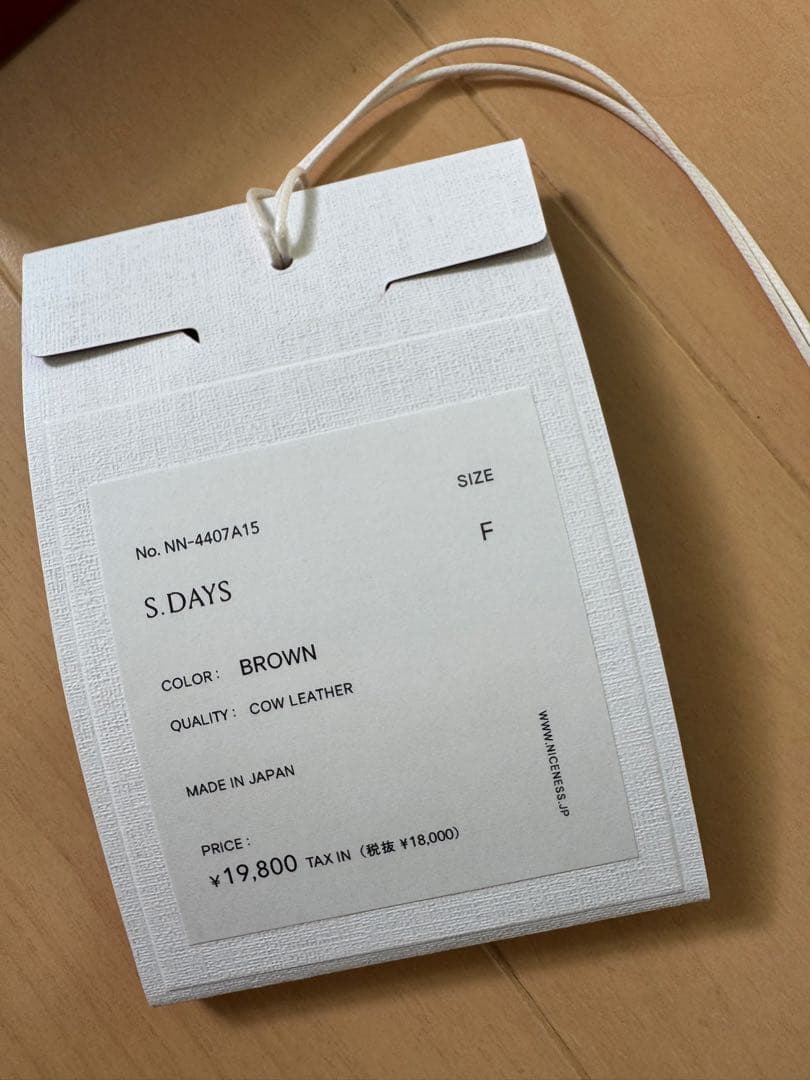 SIZE
No. NN-4407A15
F
S.DAYS
COLOR : BROWN
QUALITY : COW LEATHER
MADE IN JAPAN
WWW.NICENESS.JP
PRICE :
¥19,800 TAX IN (税抜 ¥18,000)